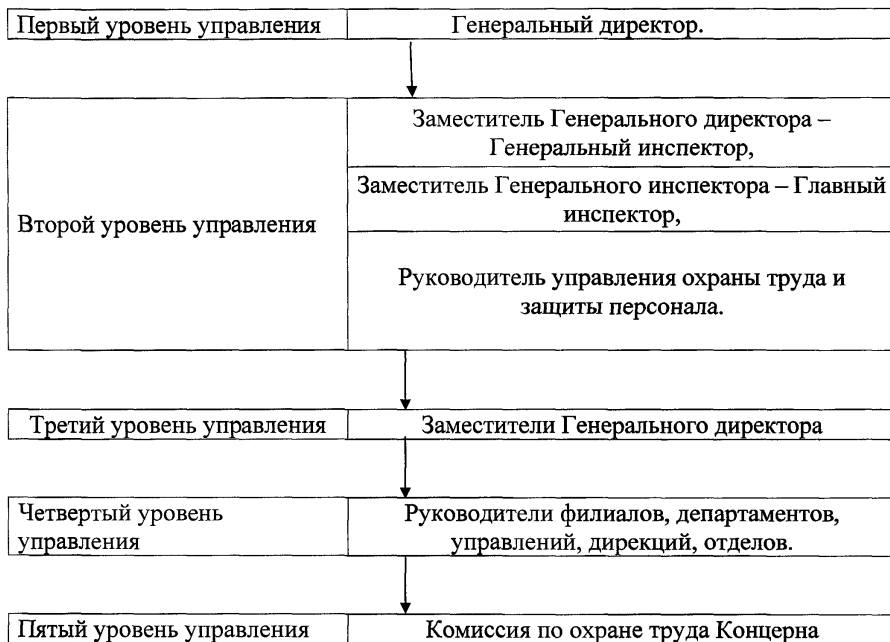 Первый уровень управления Генеральный директор.
Заместитель Генерального директора –
Генеральный инспектор,
Заместитель Генерального инспектора – Главный
инспектор,
Второй уровень управления
Руководитель управления охраны труда и
защиты персонала.
Третий уровень управления Заместители Генерального директора
Четвертый уровень
управления
Руководители филиалов, департаментов,
управлений, дирекций, отделов.
Пятый уровень управления Комиссия по охране труда Концерна